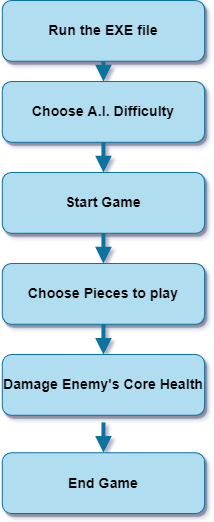 Run the EXE file
Choose A.I. Difficulty
Start Game
Choose Pieces to play
Damage Enemy's Core Health
End Game